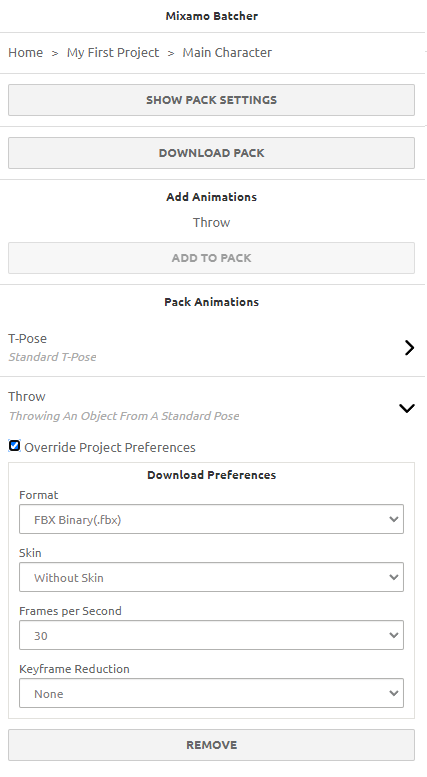 Mixamo Batcher
Home > My First Project > Main Character
SHOW PACK SETTINGS
DOWNLOAD PACK
Add Animations
Throw
ADD TO PACK
Pack Animations
T-Pose
Standard T-Pose
Throw
Throwing An Object From A Standard Pose
Override Project Preferences
Download Preferences
Format
FBX Binary(.fbx)
Skin
Without Skin
Frames per Second
30
Keyframe Reduction
None
REMOVE